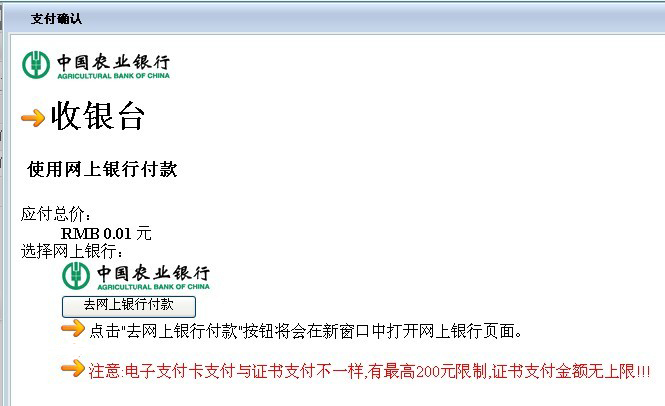 支付确认
中国农业银行
AGRICULTURAL BANK OF CHINA
收银台
使用网上银行付款
应付总价：
RMB 0.01 元
选择网上银行：
中国农业银行
AGRICULTURAL BANK OF CHINA
去网上银行付款
点击"去网上银行付款"按钮将会在新窗口中打开网上银行页面。
注意:电子支付卡支付与证书支付不一样,有最高200元限制,证书支付金额无上限!!!